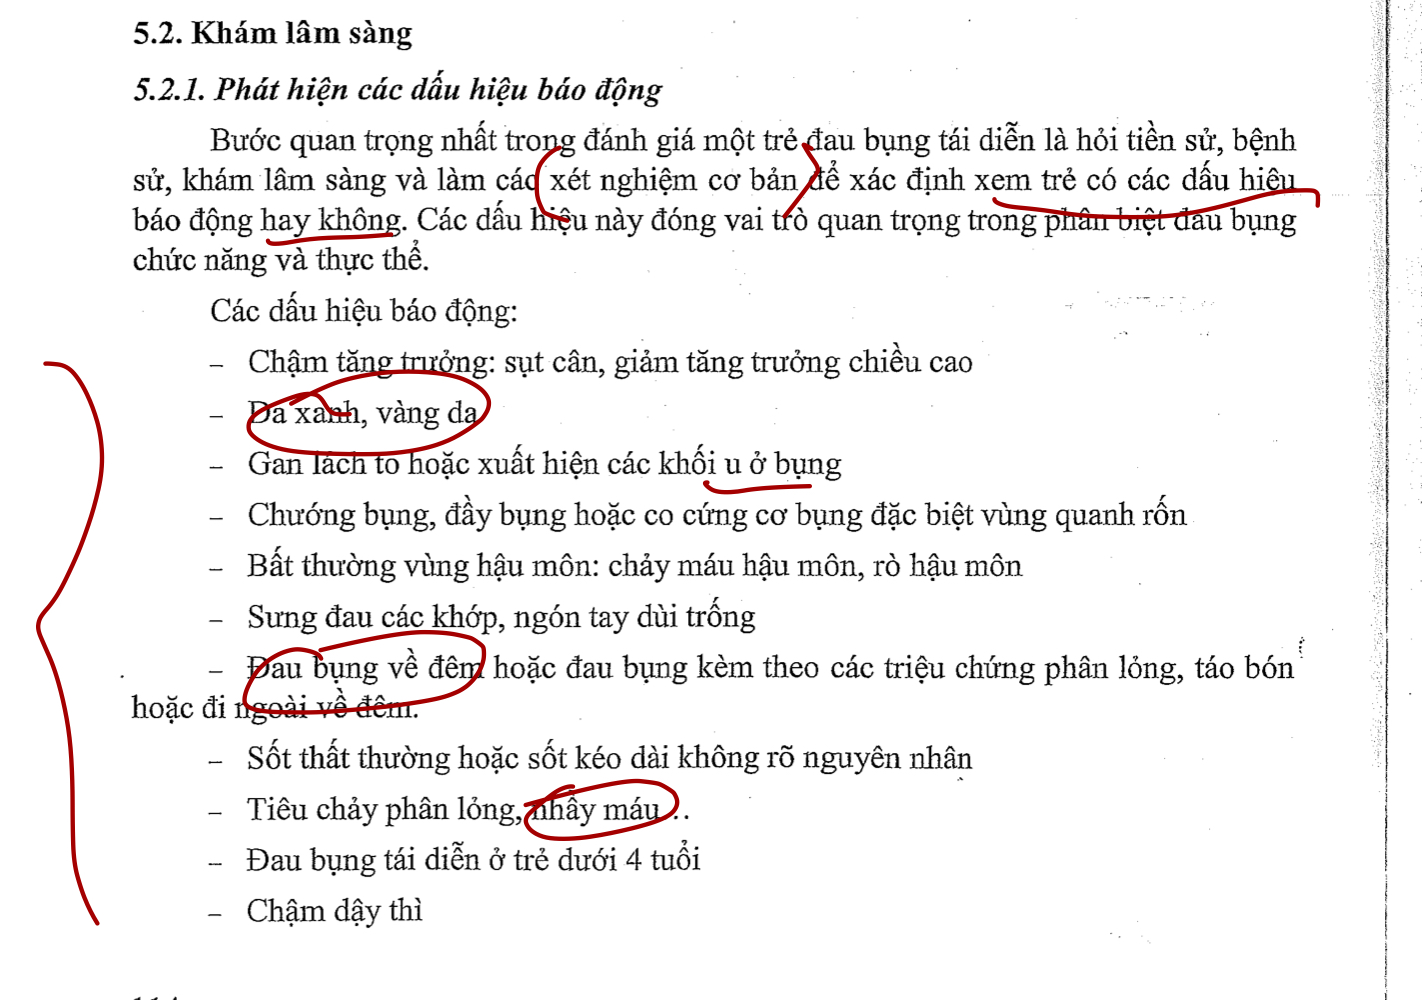 5.2. Khám lâm sàng
5.2.1. Phát hiện các dấu hiệu báo động
Bước quan trọng nhất trong đánh giá một trẻ đau bụng tái diễn là hỏi tiền sử, bệnh
sử, khám lâm sàng và làm các xét nghiệm cơ bản để xác định xem trẻ có các dấu hiệu
báo động hay không. Các dấu hiệu này đóng vai trò quan trọng trong phân biệt đau bụng
chức năng và thực thể.
Các dấu hiệu báo động:
– Chậm tăng trưởng: sụt cân, giảm tăng trưởng chiều cao
– Da xanh, vàng da
– Gan lách to hoặc xuất hiện các khối u ở bụng
– Chướng bụng, đầy bụng hoặc co cứng cơ bụng đặc biệt vùng quanh rốn
– Bất thường vùng hậu môn: chảy máu hậu môn, rò hậu môn
– Sưng đau các khớp, ngón tay dùi trống
– Đau bụng về đêm hoặc đau bụng kèm theo các triệu chứng phân lỏng, táo bón
hoặc đi ngoài về đêm.
– Sốt thất thường hoặc sốt kéo dài không rõ nguyên nhân
– Tiêu chảy phân lỏng, nhầy máu…
– Đau bụng tái diễn ở trẻ dưới 4 tuổi
– Chậm dậy thì